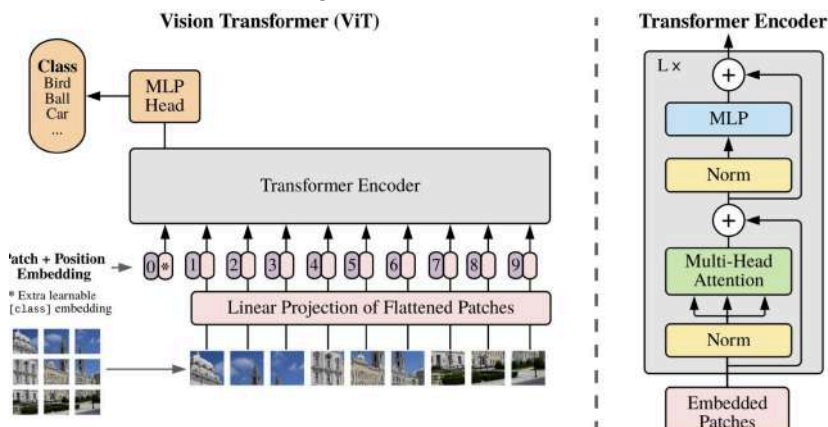 Vision Transformer (ViT)
Class
Bird
Ball
Car
...
MLP
Head
Transformer Encoder
Patch + Position
Embedding
0 * 1 2 3 4 5 6 7 8 9
* Extra learnable
[class] embedding
Linear Projection of Flattened Patches
Transformer Encoder
L ×
+
MLP
Norm
+
Multi-Head
Attention
Norm
Embedded
Patches